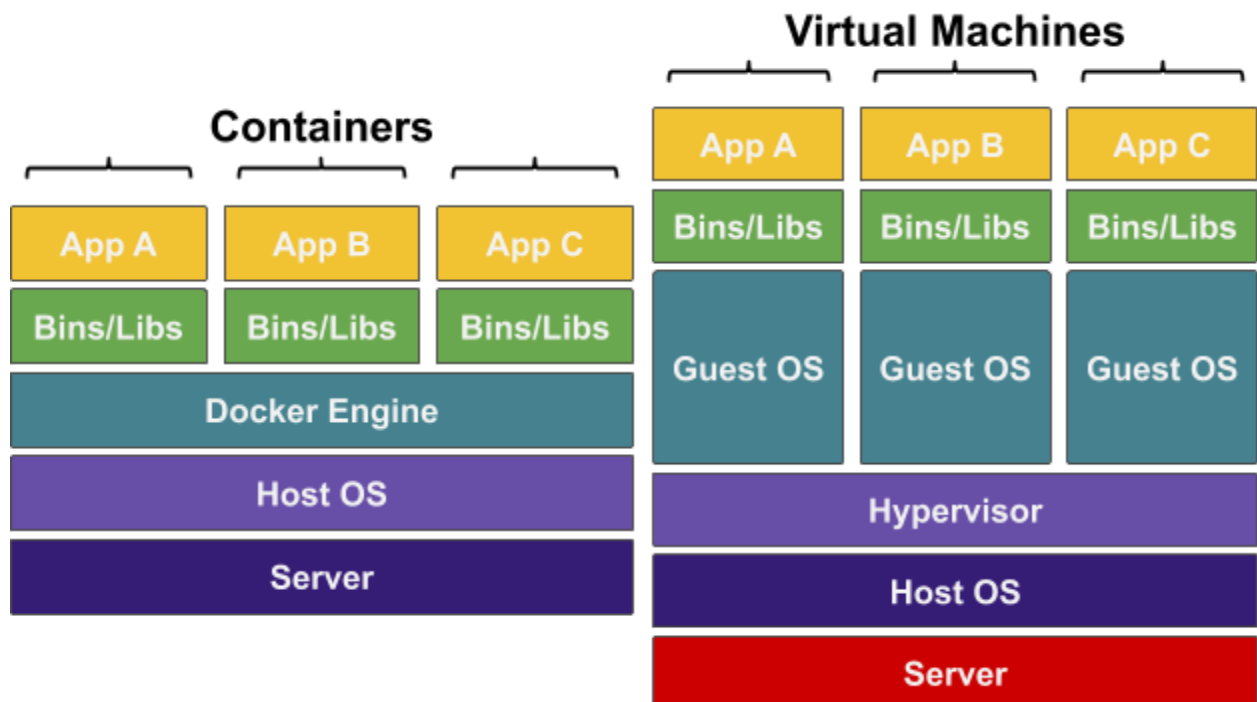 Containers
App A
App B
App C
Bins/Libs
Bins/Libs
Bins/Libs
Docker Engine
Host OS
Server
Virtual Machines
App A
App B
App C
Bins/Libs
Bins/Libs
Bins/Libs
Guest OS
Guest OS
Guest OS
Hypervisor
Host OS
Server